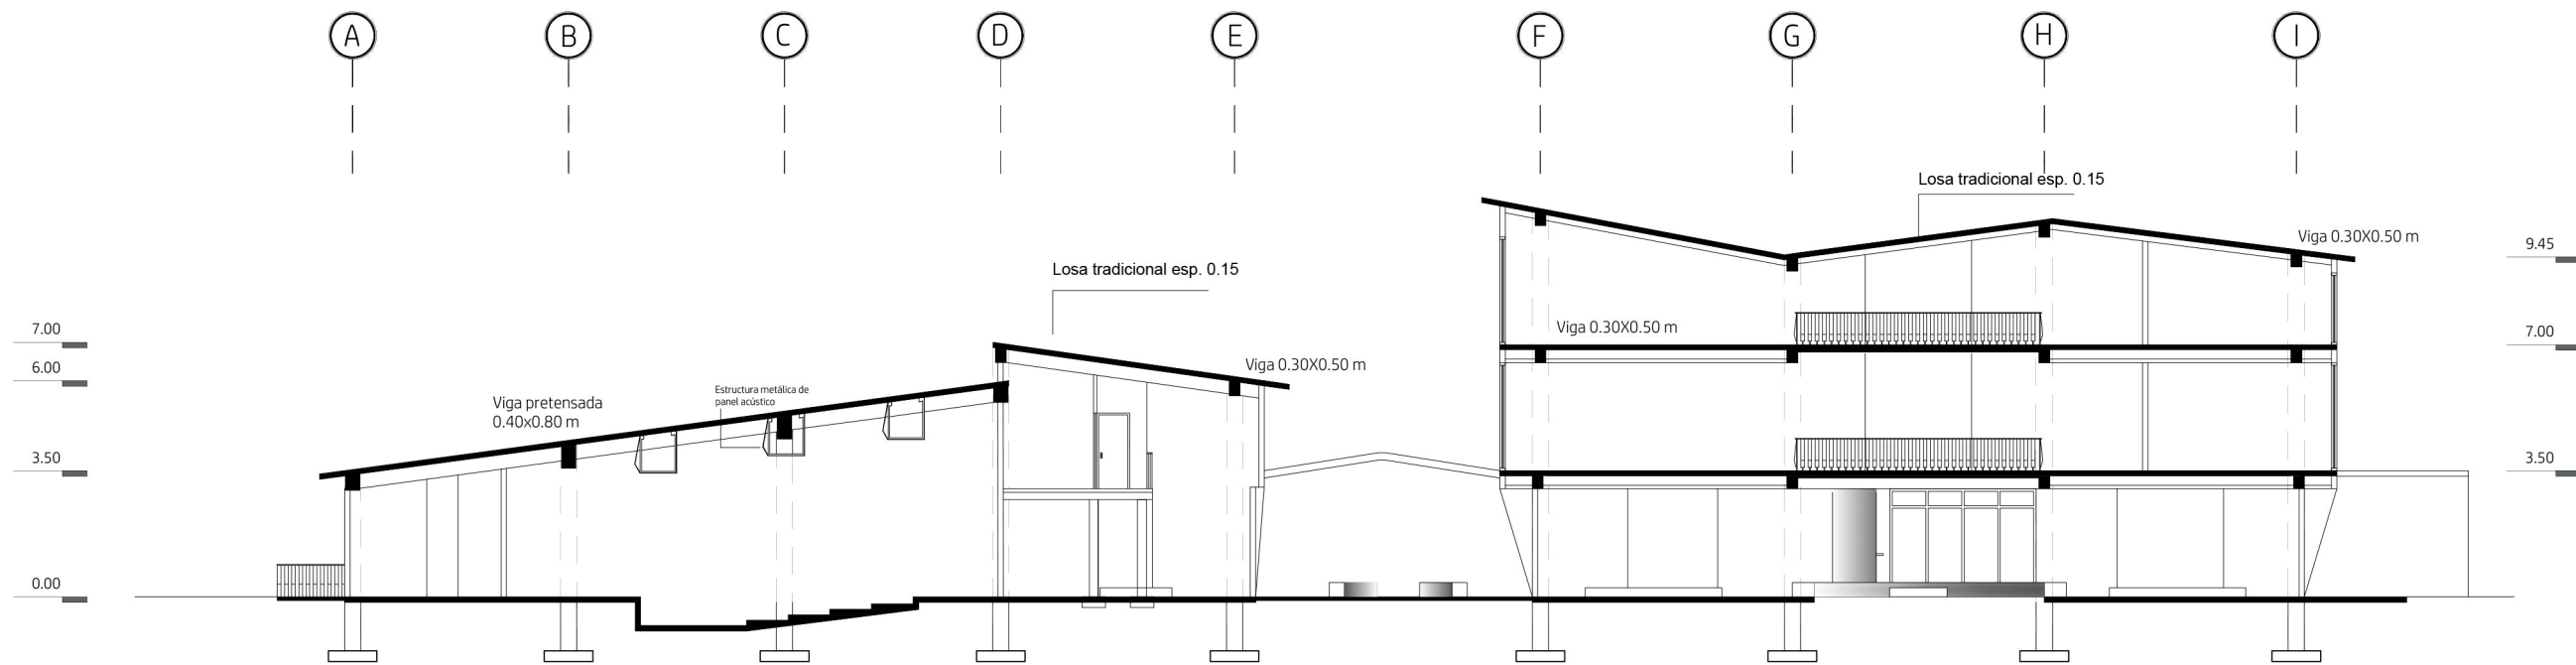 A
B
C
D
E
F
G
H
I
Losa tradicional esp. 0.15
Viga 0.30X0.50 m
9.45
Losa tradicional esp. 0.15
7.00
Viga 0.30X0.50 m
7.00
6.00
Viga 0.30X0.50 m
Estructura metálica de
panel acústico
Viga pretensada
0.40x0.80 m
3.50
3.50
0.00